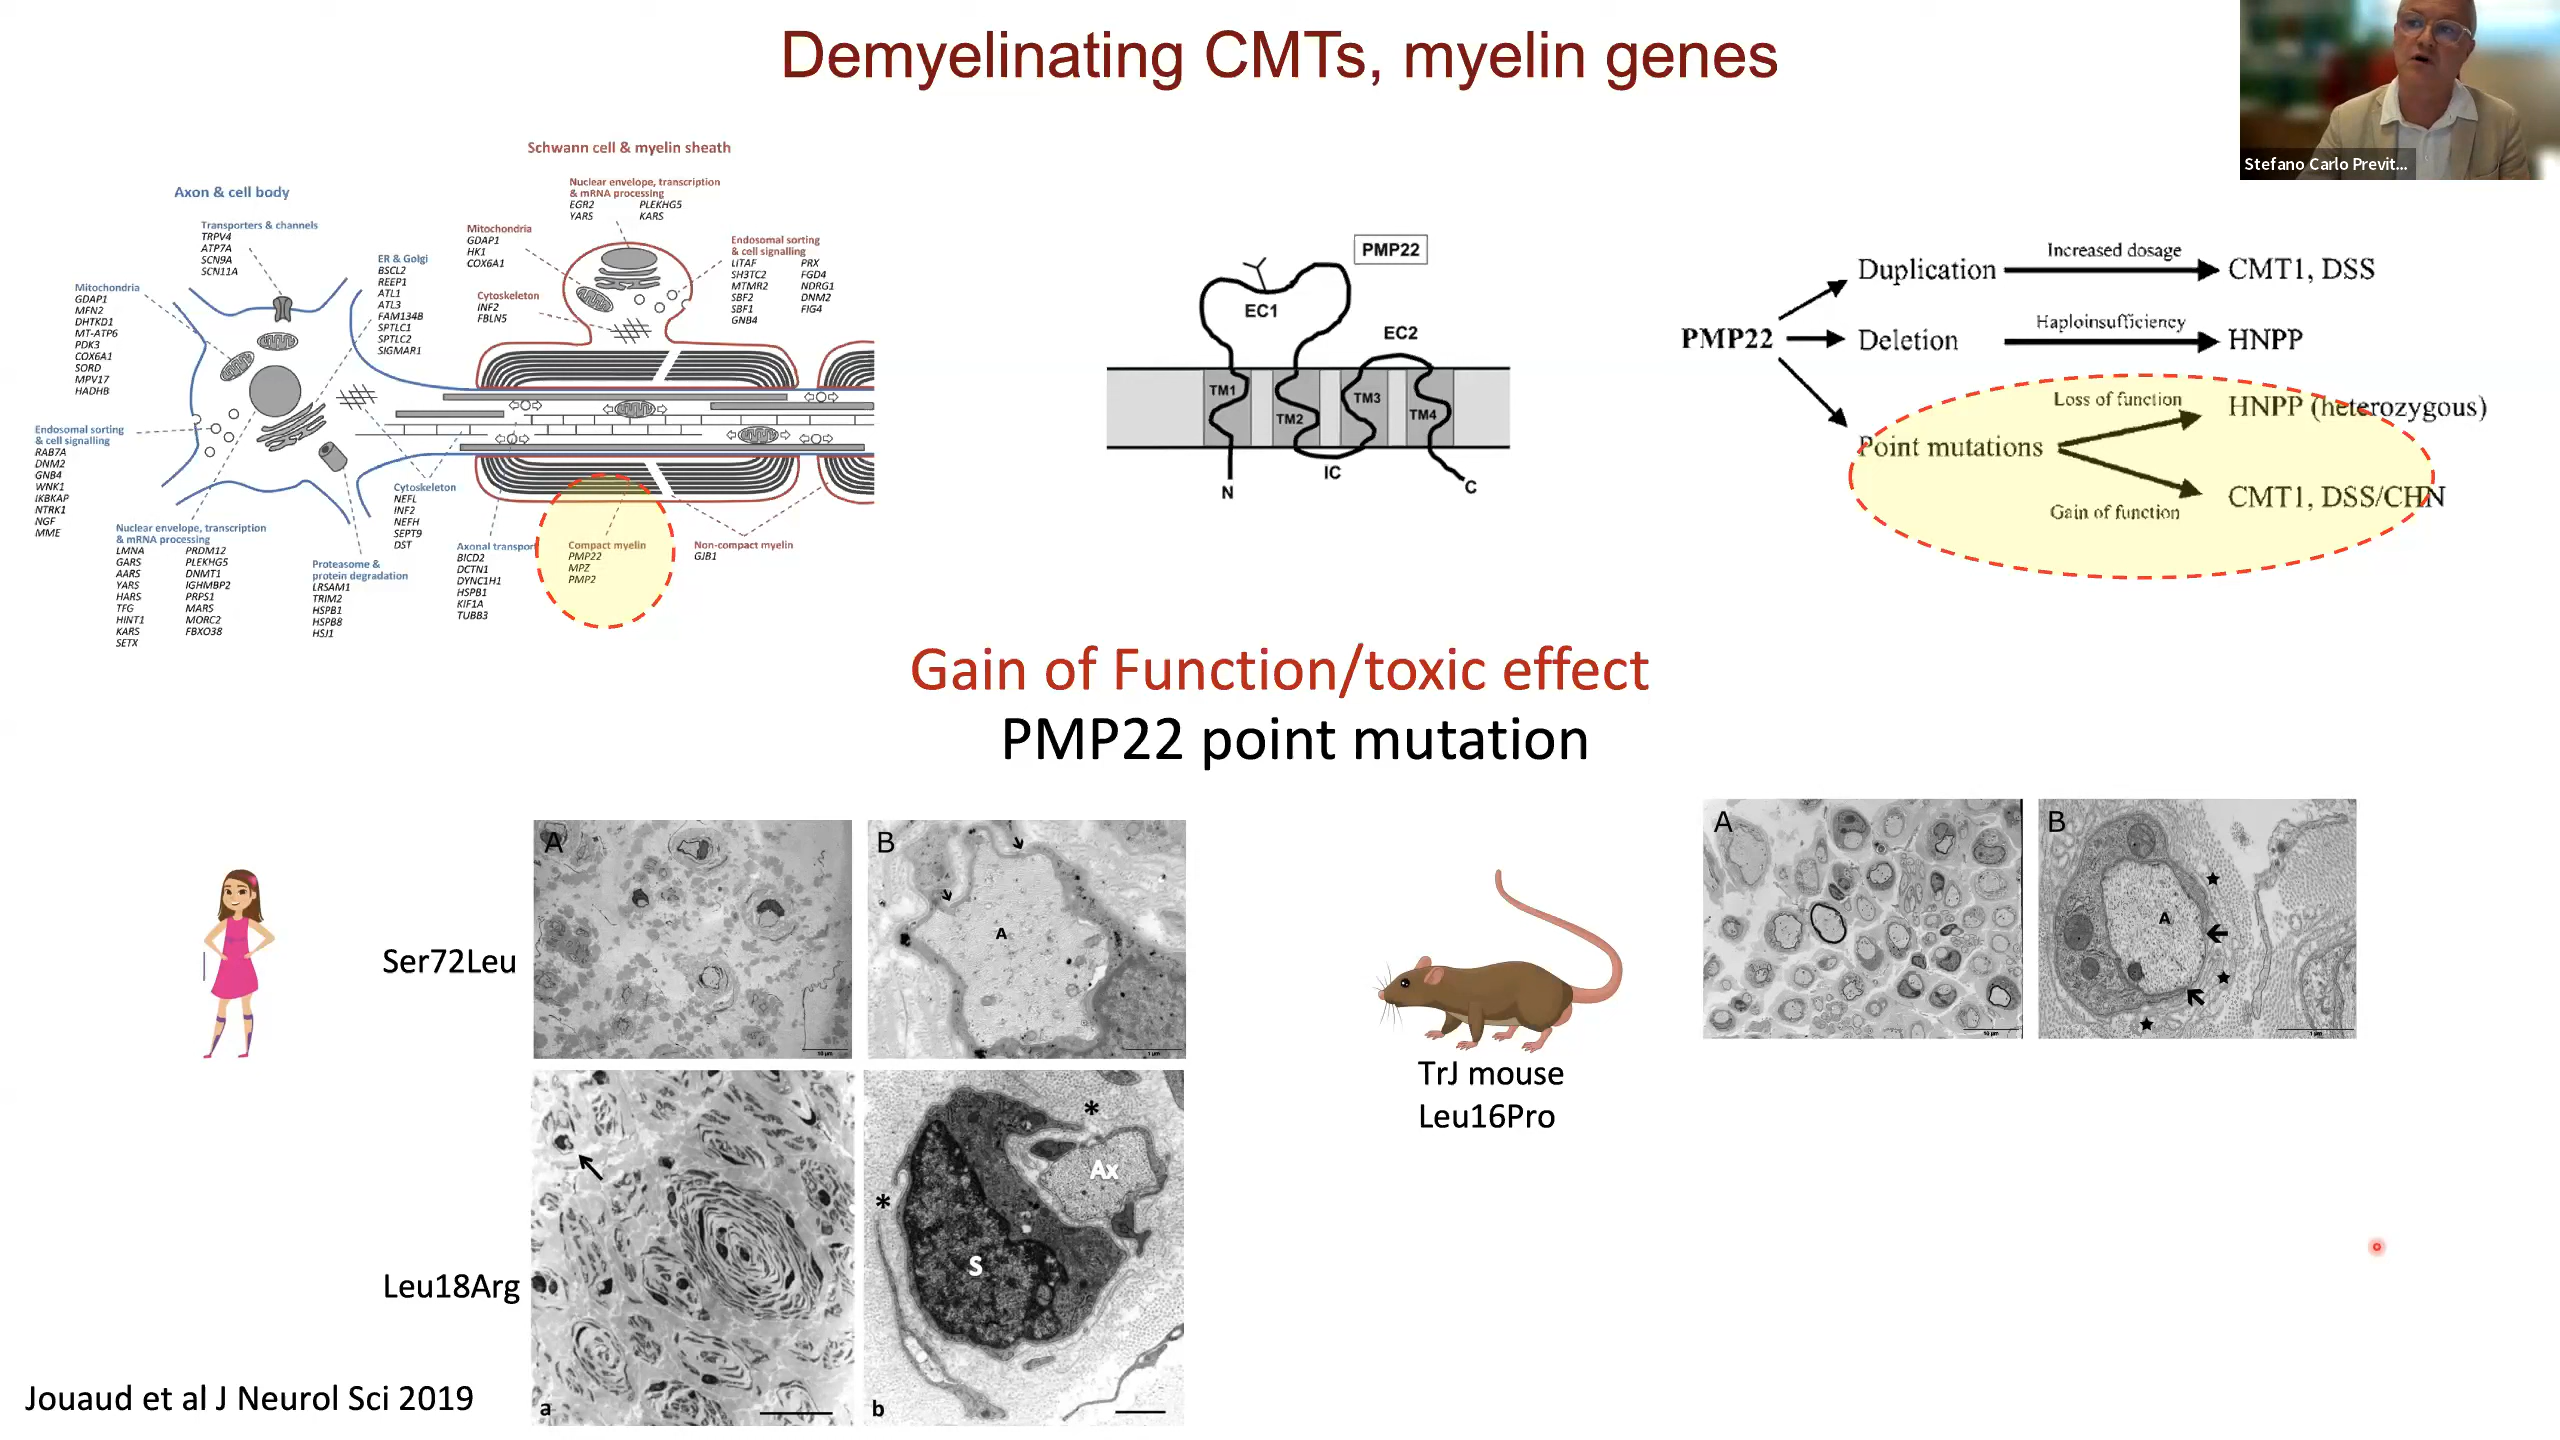 Demyelinating CMTs, myelin genes
Stefano Carlo Previt...
Schwann cell & myelin sheath
Axon & cell body
Nuclear envelope, transcription
& mRNA processing
EGR2 PLEKHG5
YARS KARS
Transporters & channels
TRPV4
ATP7A
SCN9A
SCN11A
Mitochondria
GDAP1
HK1
COX6A1
Endosomal sorting
& cell signalling
LITAF PRX
SH3TC2 FGD4
MTMR2 NDRG1
SBF2 DNM2
SBF1 FIG4
GNB4
ER & Golgi
BSCL2
REEP1
ATL1
ATL3
FAM134B
SPTLC1
SPTLC2
SIGMAR1
Cytoskeleton
INF2
FBLN5
Mitochondria
GDAP1
MFN2
DHTKD1
MT-ATP6
PDK3
COX6A1
SORD
MPV17
HADHB
Endosomal sorting
& cell signalling
RAB7A
DNM2
GNB4
WNK1
IKBKAP
NTRK1
NGF
MME
Nuclear envelope, transcription
& mRNA processing
LMNA PRDM12
GARS PLEKHG5
AARS DNMT1
YARS IGHMBP2
HARS PRPS1
TFG MARS
HINT1 MORC2
KARS FBXO38
SETX
Proteasome &
protein degradation
LRSAM1
TRIM2
HSPB1
HSPB8
HSJ1
Cytoskeleton
NEFL
INF2
NEFH
SEPT9
DST
Axonal transport
BICD2
DCTN1
DYNC1H1
HSPB1
KIF1A
TUBB3
Compact myelin
PMP22
MPZ
PMP2
Non-compact myelin
GJB1
PMP22
EC1
EC2
TM1
TM2
TM3
TM4
IC
N
C
PMP22
Duplication
Increased dosage
CMT1, DSS
Deletion
Haploinsufficiency
HNPP
Point mutations
Loss of function
HNPP (heterozygous)
Gain of function
CMT1, DSS/CHN
Gain of Function/toxic effect
PMP22 point mutation
Ser72Leu
A
10 µm
B
A
1 µm
Leu18Arg
a
*
*
Ax
S
b
TrJ mouse
Leu16Pro
A
10 µm
B
A
1 µm
Jouaud et al J Neurol Sci 2019